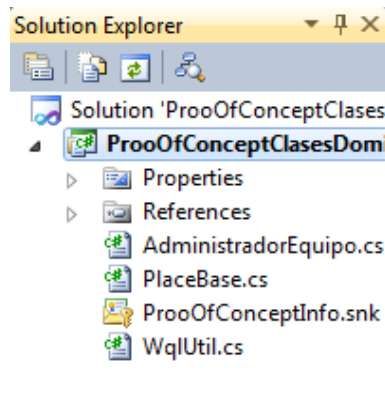 Solution Explorer
Solution 'ProoOfConceptClases
ProoOfConceptClasesDomi
Properties
References
AdministradorEquipo.cs
PlaceBase.cs
ProoOfConceptInfo.snk
WqlUtil.cs